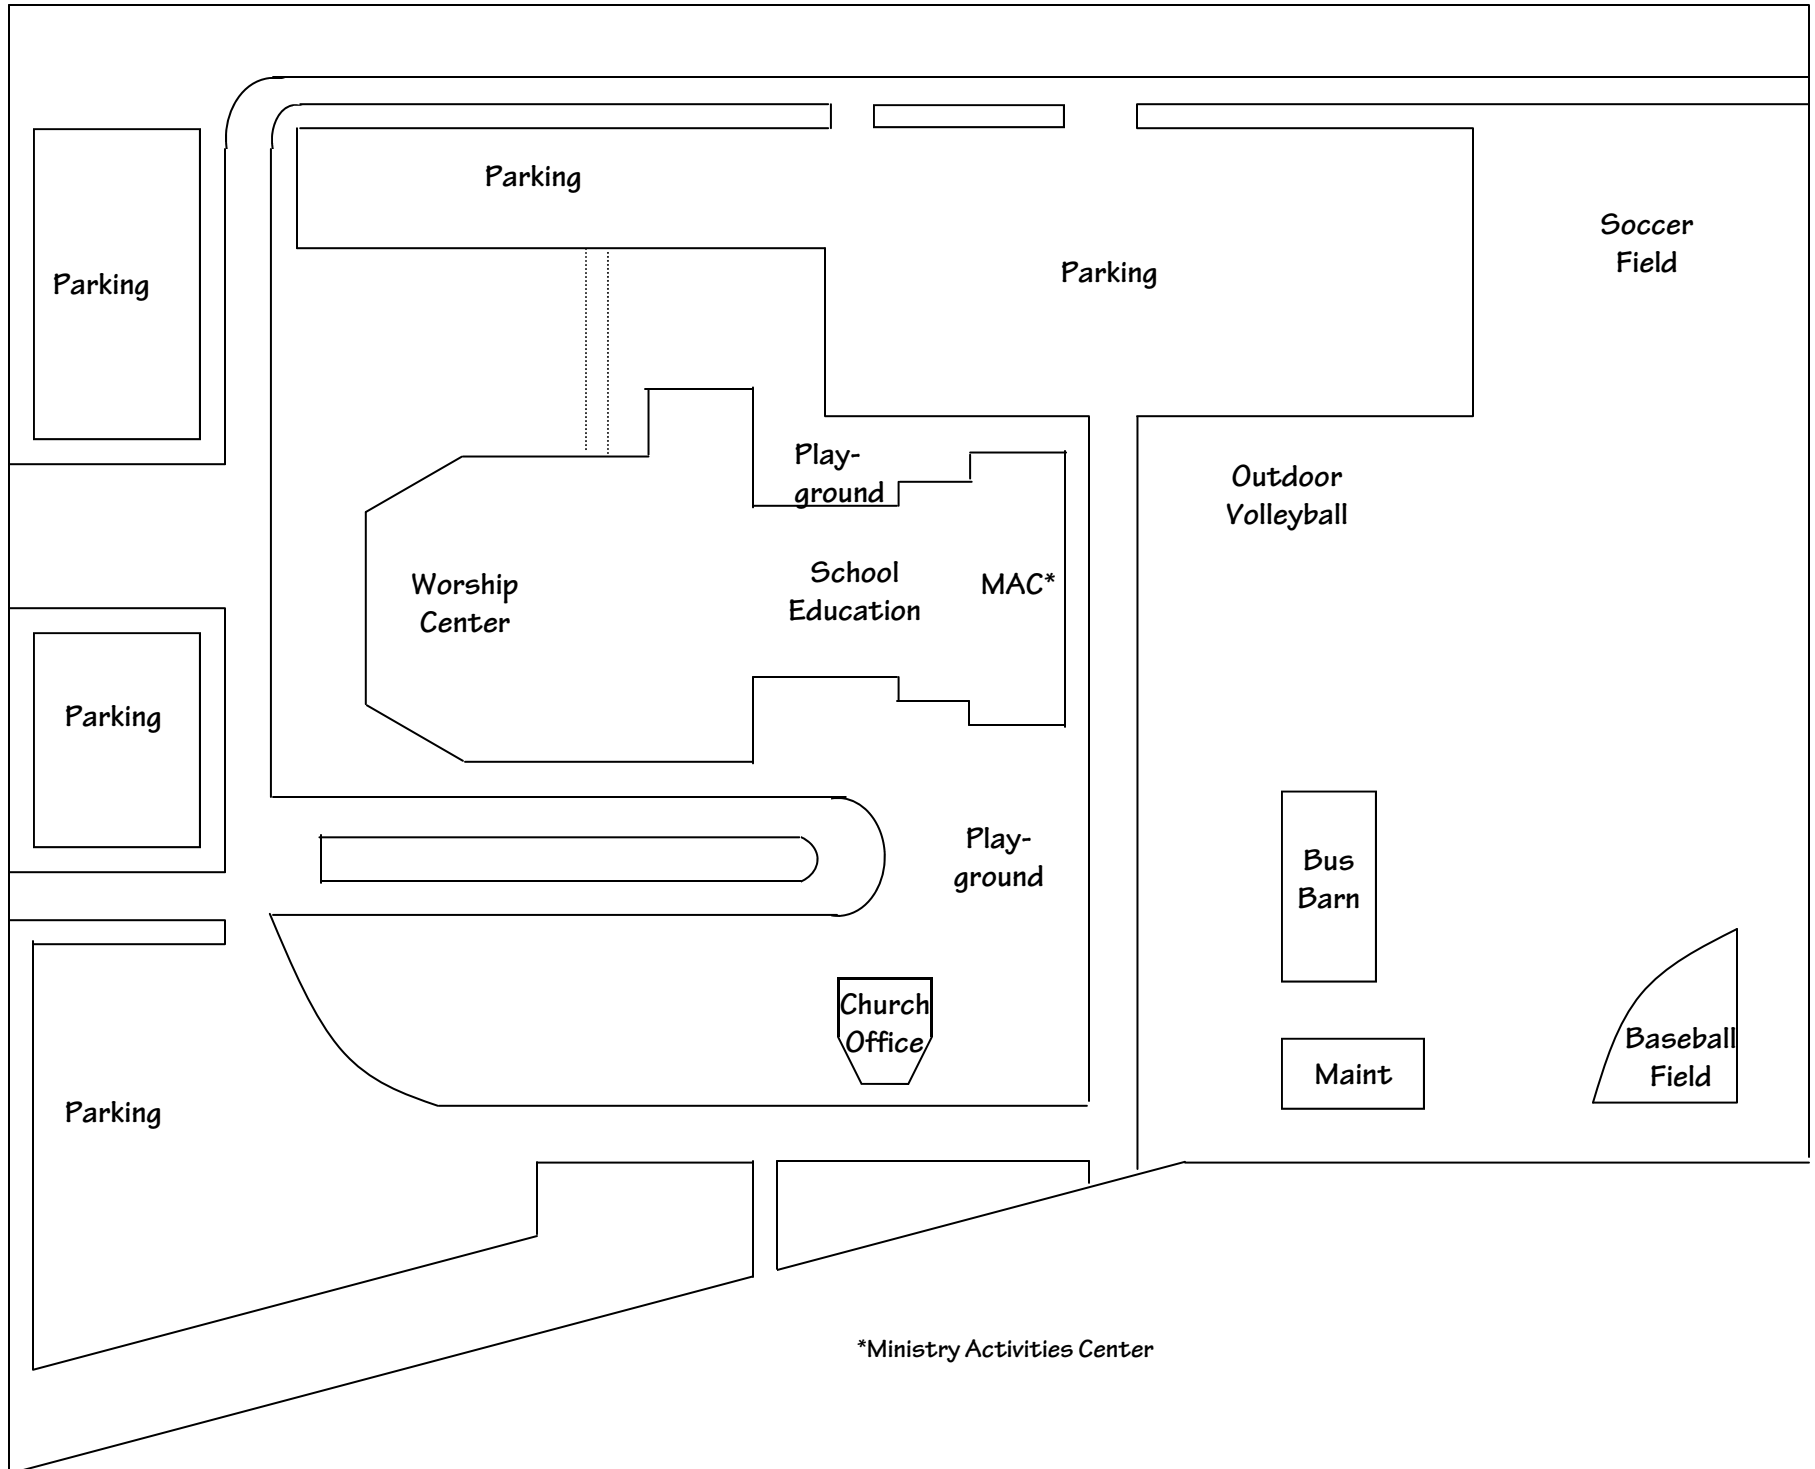 Parking
Soccer
Field
Parking
Parking
Play-
ground
Outdoor
Volleyball
Worship
Center
School
Education
MAC*
Parking
Play-
ground
Bus
Barn
Church
Office
Baseball
Field
Maint
Parking
*Ministry Activities Center